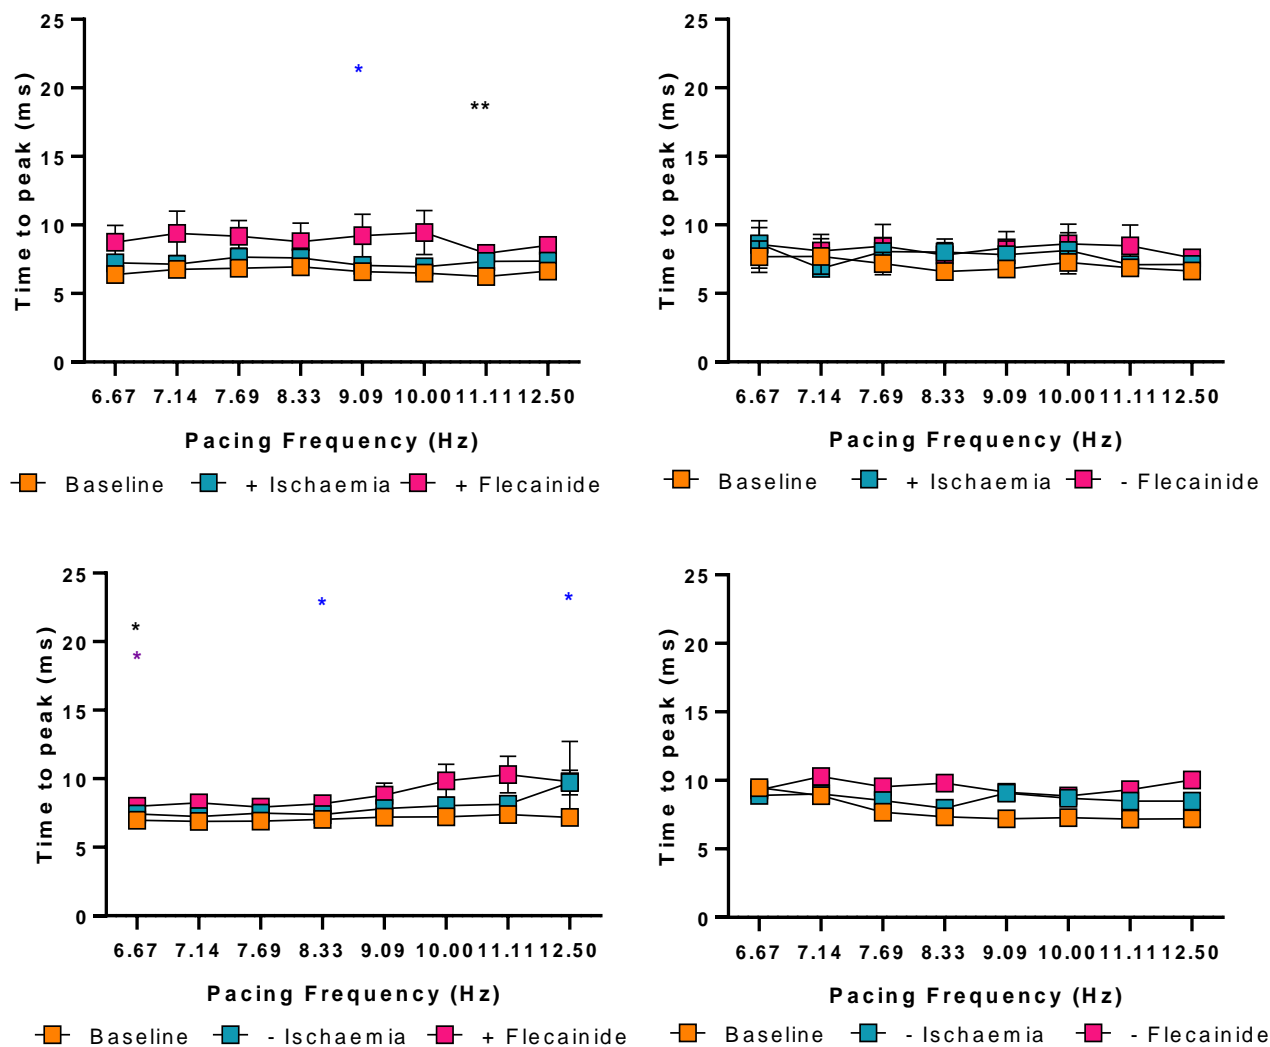 25
20
15
10
5
0
Time to peak (ms)
*
**
6.67 7.14 7.69 8.33 9.09 10.00 11.11 12.50
Pacing Frequency (Hz)
Baseline + Ischaemia + Flecainide
25
20
15
10
5
0
Time to peak (ms)
6.67 7.14 7.69 8.33 9.09 10.00 11.11 12.50
Pacing Frequency (Hz)
Baseline + Ischaemia - Flecainide
25
20
15
10
5
0
Time to peak (ms)
*
*
*
*
6.67 7.14 7.69 8.33 9.09 10.00 11.11 12.50
Pacing Frequency (Hz)
Baseline - Ischaemia + Flecainide
25
20
15
10
5
0
Time to peak (ms)
6.67 7.14 7.69 8.33 9.09 10.00 11.11 12.50
Pacing Frequency (Hz)
Baseline - Ischaemia - Flecainide